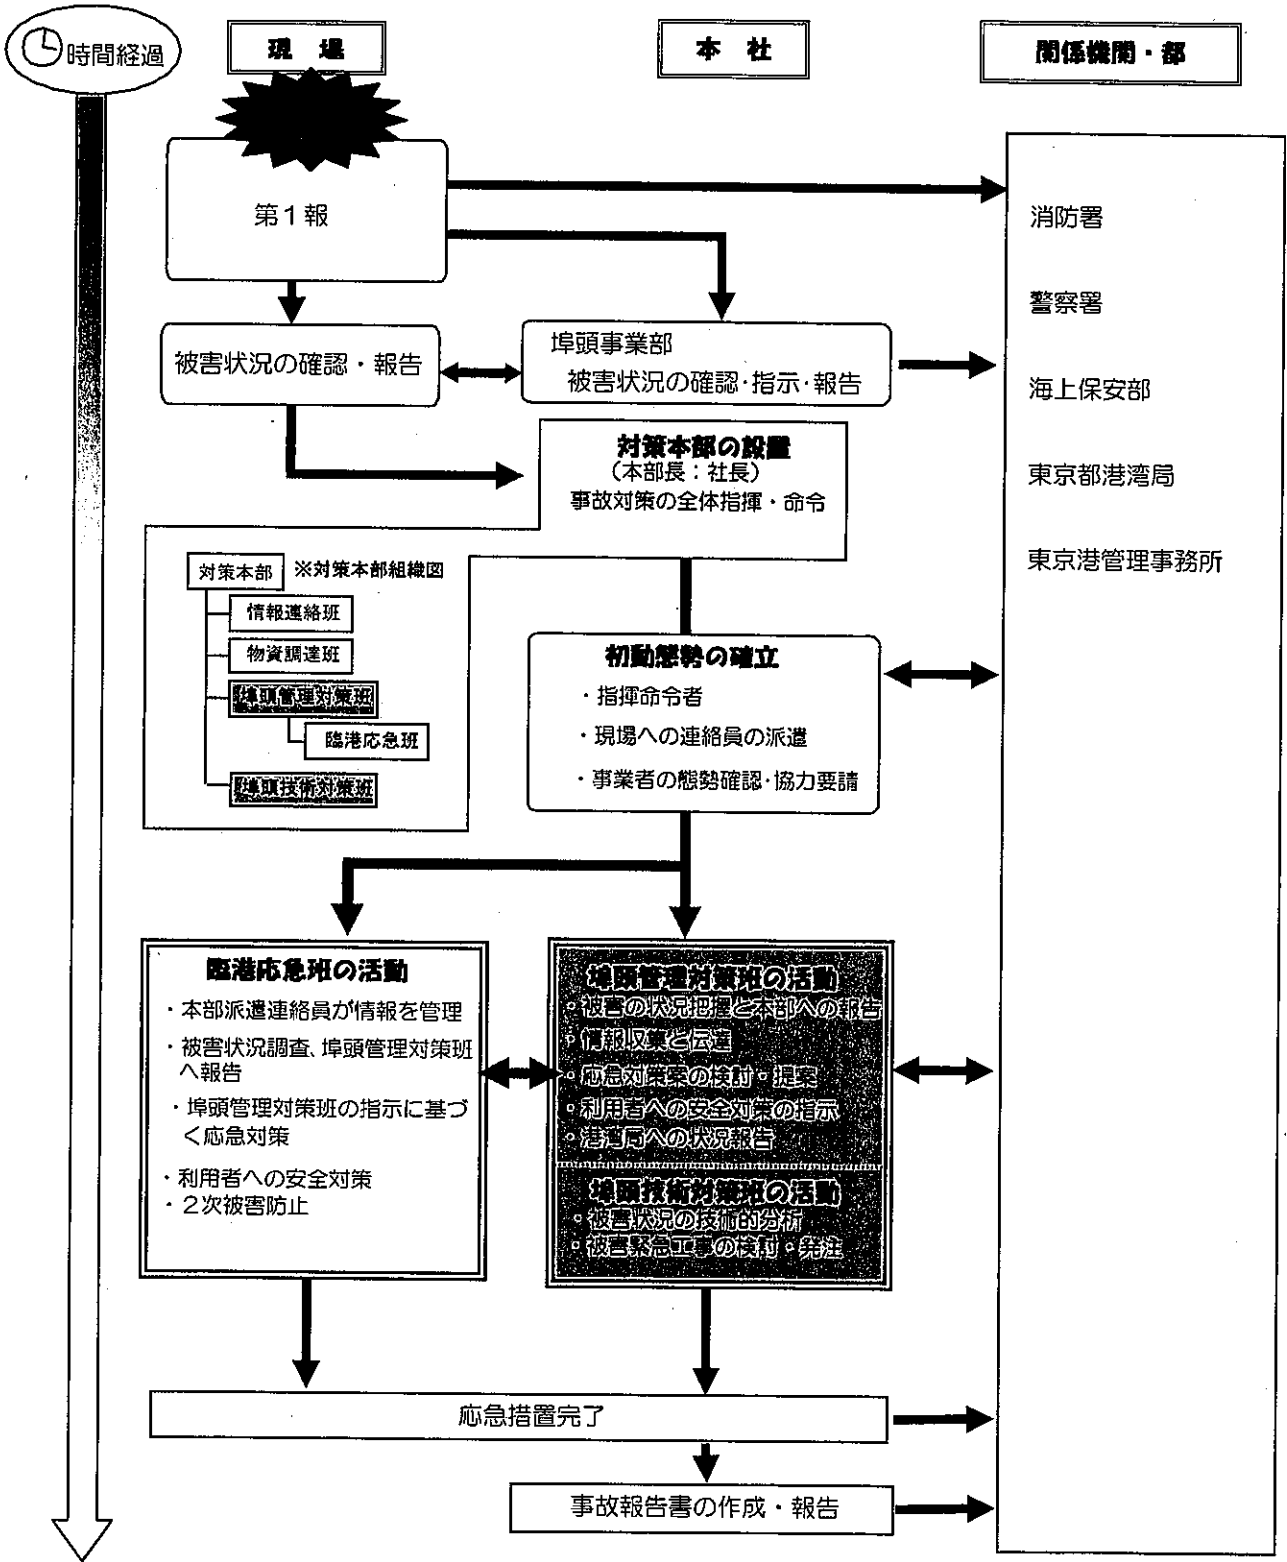 時間経過
現場
本社
関係機関・都
第1報
消防署
警察署
海上保安部
東京都港湾局
東京港管理事務所
被害状況の確認・報告
埠頭事業部
被害状況の確認・指示・報告
対策本部の設置
(本部長：社長)
事故対策の全体指揮・命令
対策本部
※対策本部組織図
情報連絡班
物資調達班
埠頭管理対策班
臨港応急班
埠頭技術対策班
初動態勢の確立
・指揮命令者
・現場への連絡員の派遣
・事業者の態勢確認・協力要請
臨港応急班の活動
・本部派遣連絡員が情報を管理
・被害状況調査、埠頭管理対策班
へ報告
・埠頭管理対策班の指示に基づ
く応急対策
・利用者への安全対策
・2次被害防止
埠頭管理対策班の活動
・被害の状況把握と本部への報告
・情報収集と伝達
・応急対策案の検討・提案
・利用者への安全対策の指示
・港湾局への状況報告
埠頭技術対策班の活動
・被害状況の技術的分析
・被害緊急工事の検討・発注
応急措置完了
事故報告書の作成・報告